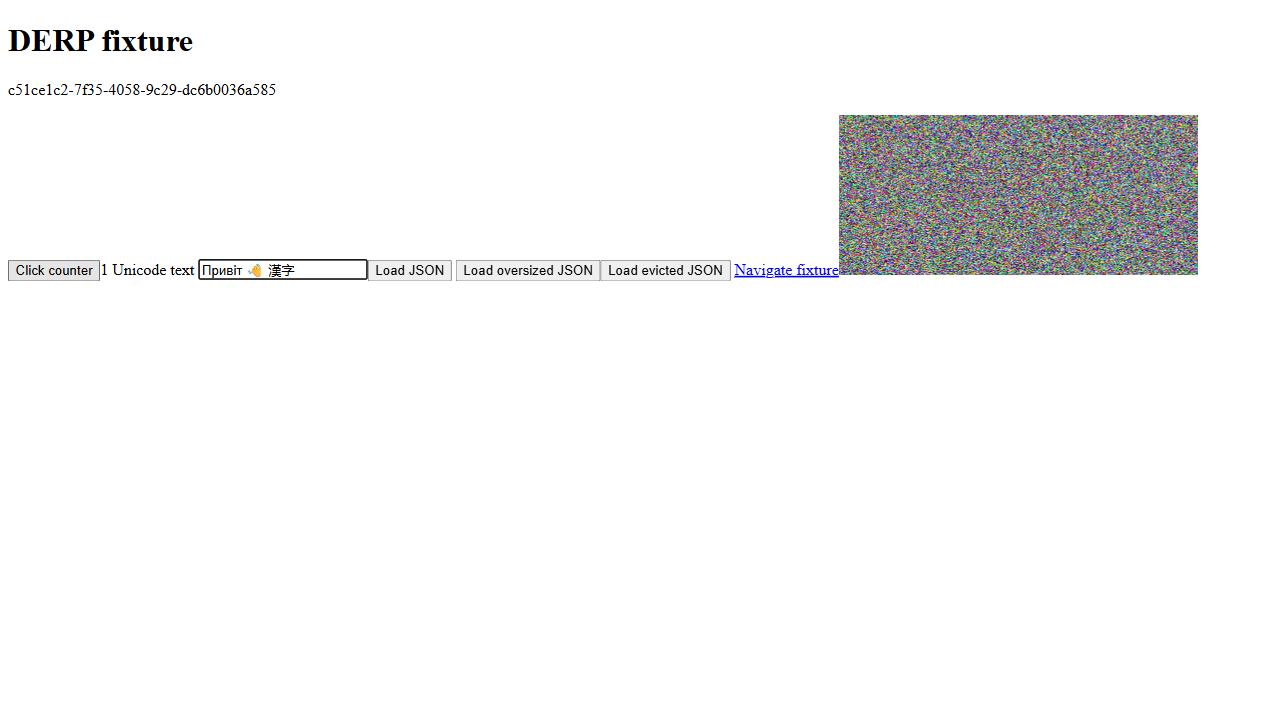 DERP fixture
c51ce1c2-7f35-4058-9c29-dc6b0036a585
Click counter 1 Unicode text Привіт 👋 漢字 Load JSON Load oversized JSON Load evicted JSON Navigate fixture